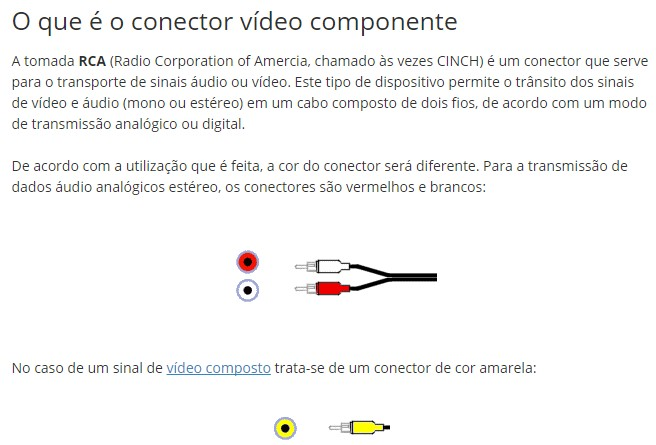 O que é o conector vídeo componente
A tomada RCA (Radio Corporation of Amercia, chamado às vezes CINCH) é um conector que serve
para o transporte de sinais áudio ou vídeo. Este tipo de dispositivo permite o trânsito dos sinais
de vídeo e áudio (mono ou estéreo) em um cabo composto de dois fios, de acordo com um modo
de transmissão analógico ou digital.
De acordo com a utilização que é feita, a cor do conector será diferente. Para a transmissão de
dados áudio analógicos estéreo, os conectores são vermelhos e brancos:
No caso de um sinal de vídeo composto trata-se de um conector de cor amarela: